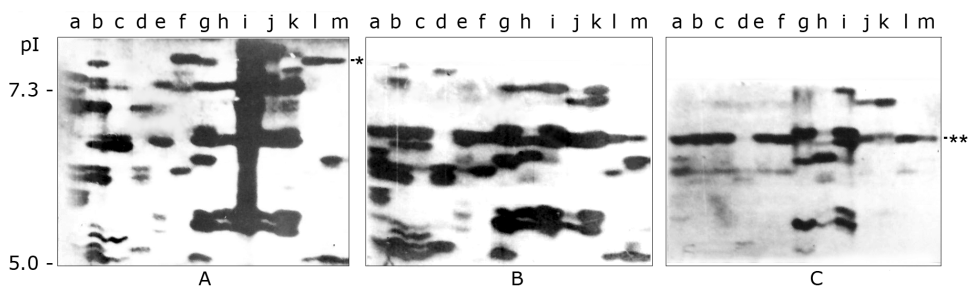 a b c d e f g h i j k l m a b c d e f g h i j k l m a b c d e f g h i j k l m
pI
-*
7.3 -
-**
5.0 -
A B C